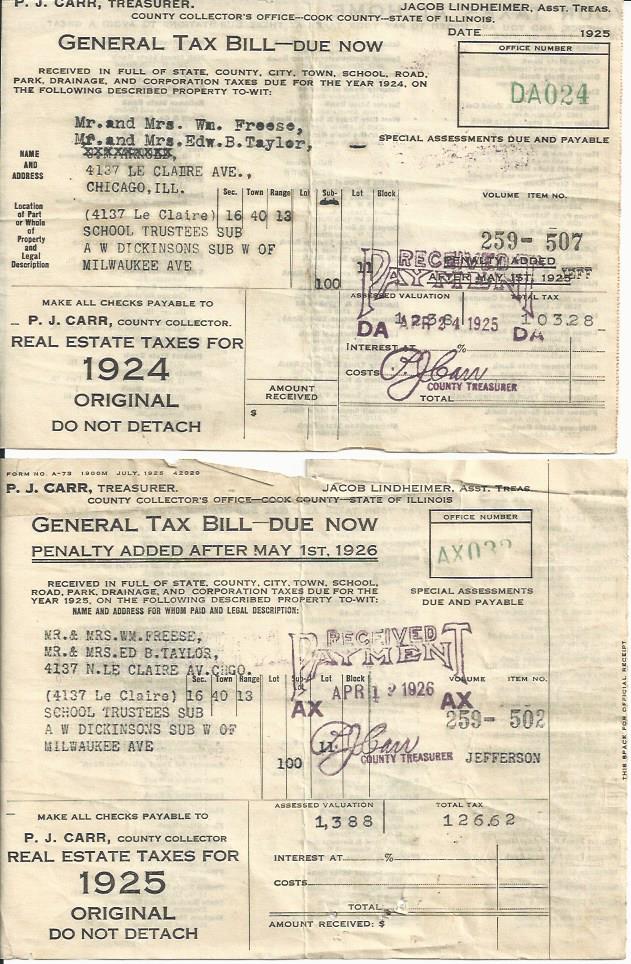 P. J. CARR, TREASURER.
JACOB LINDHEIMER, ASST. TREAS.
COUNTY COLLECTOR'S OFFICE—COOK COUNTY—STATE OF ILLINOIS.
GENERAL TAX BILL—DUE NOW
DATE 1925
OFFICE NUMBER
DA024
RECEIVED IN FULL OF STATE, COUNTY, CITY, TOWN, SCHOOL, ROAD,
PARK, DRAINAGE, AND CORPORATION TAXES DUE FOR THE YEAR 1924, ON
THE FOLLOWING DESCRIBED PROPERTY TO-WIT:
SPECIAL ASSESSMENTS DUE AND PAYABLE
Mr. and Mrs. Wm. Freese,
Mr. and Mrs. Edw. B. Taylor,
NAME
AND
ADDRESS
4137 LE CLAIRE AVE.,
CHICAGO, ILL.
Sec. Town Range Lot Sub- Lot Block
VOLUME ITEM NO.
Location
of Part
or Whole
of
Property
and
Legal
Description
(4137 Le Claire) 16 40 13
SCHOOL TRUSTEES SUB
A W DICKINSONS SUB W OF
MILWAUKEE AVE
259- 507
11
100
RECEIVED
PAYMENT
PENALTY ADDED
AFTER MAY 1ST, 1925
JEFF
ASSESSED VALUATION TOTAL TAX
1238 103.28
DA APR 24 1925 DA
INTEREST AT %
COSTS
P J Carr
COUNTY TREASURER
TOTAL
MAKE ALL CHECKS PAYABLE TO
P. J. CARR, COUNTY COLLECTOR.
REAL ESTATE TAXES FOR
1924
ORIGINAL
DO NOT DETACH
AMOUNT
RECEIVED
$
FORM NO. A-73 1900M JULY, 1925 42020
P. J. CARR, TREASURER.
JACOB LINDHEIMER, ASST. TREAS.
COUNTY COLLECTOR'S OFFICE—COOK COUNTY—STATE OF ILLINOIS
GENERAL TAX BILL—DUE NOW
PENALTY ADDED AFTER MAY 1ST, 1926
OFFICE NUMBER
AX032
RECEIVED IN FULL OF STATE, COUNTY, CITY, TOWN, SCHOOL,
ROAD, PARK, DRAINAGE, AND CORPORATION TAXES DUE FOR THE
YEAR 1925, ON THE FOLLOWING DESCRIBED PROPERTY TO-WIT:
NAME AND ADDRESS FOR WHOM PAID AND LEGAL DESCRIPTION:
SPECIAL ASSESSMENTS
DUE AND PAYABLE
MR. & MRS. WM. FREESE,
MR. & MRS. ED B. TAYLOR,
4137 N. LE CLAIRE AV. CHGO.
Sec. Town Range Lot Sub- Lot Block
VOLUME ITEM NO.
(4137 Le Claire) 16 40 13
SCHOOL TRUSTEES SUB
A W DICKINSONS SUB W OF
MILWAUKEE AVE
RECEIVED
PAYMENT
AX APR 12 1926 AX
259- 502
11
100
P J Carr
COUNTY TREASURER
JEFFERSON
THIS SPACE FOR OFFICIAL RECEIPT
ASSESSED VALUATION TOTAL TAX
1,388 126.62
MAKE ALL CHECKS PAYABLE TO
P. J. CARR, COUNTY COLLECTOR
REAL ESTATE TAXES FOR
1925
ORIGINAL
DO NOT DETACH
INTEREST AT %
COSTS
TOTAL
AMOUNT RECEIVED: $